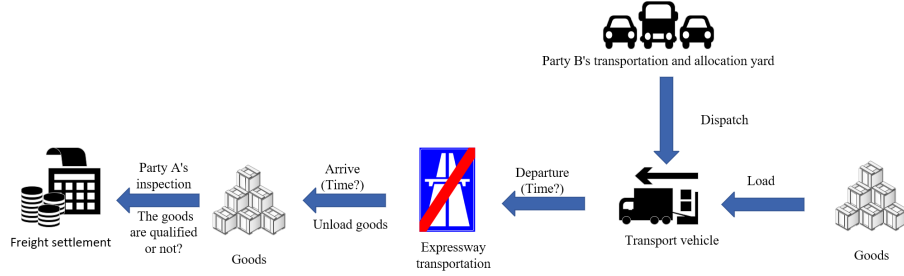 Party B's transportation and allocation yard
Dispatch
Party A's
inspection
The goods
are qualified
or not?
Freight settlement
Goods
Arrive
(Time?)
Unload goods
Expressway
transportation
Departure
(Time?)
Transport vehicle
Load
Goods